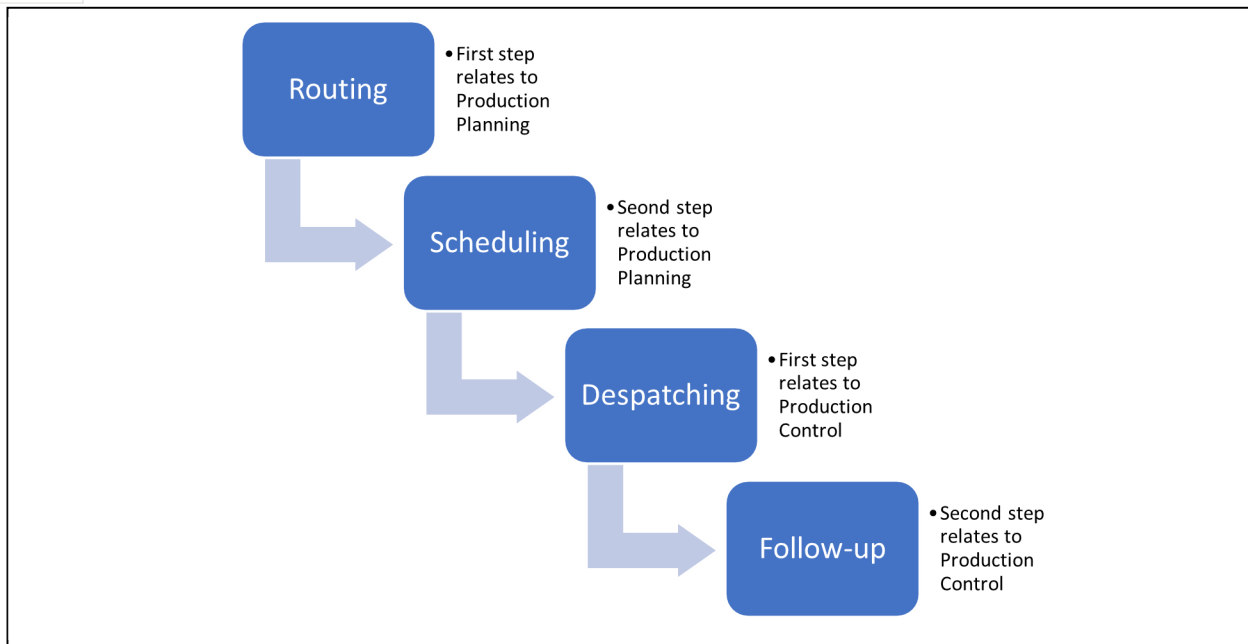 Routing
•First step
relates to
Production
Planning
Scheduling
•Seond step
relates to
Production
Planning
Despatching
•First step
relates to
Production
Control
Follow-up
•Second step
relates to
Production
Control